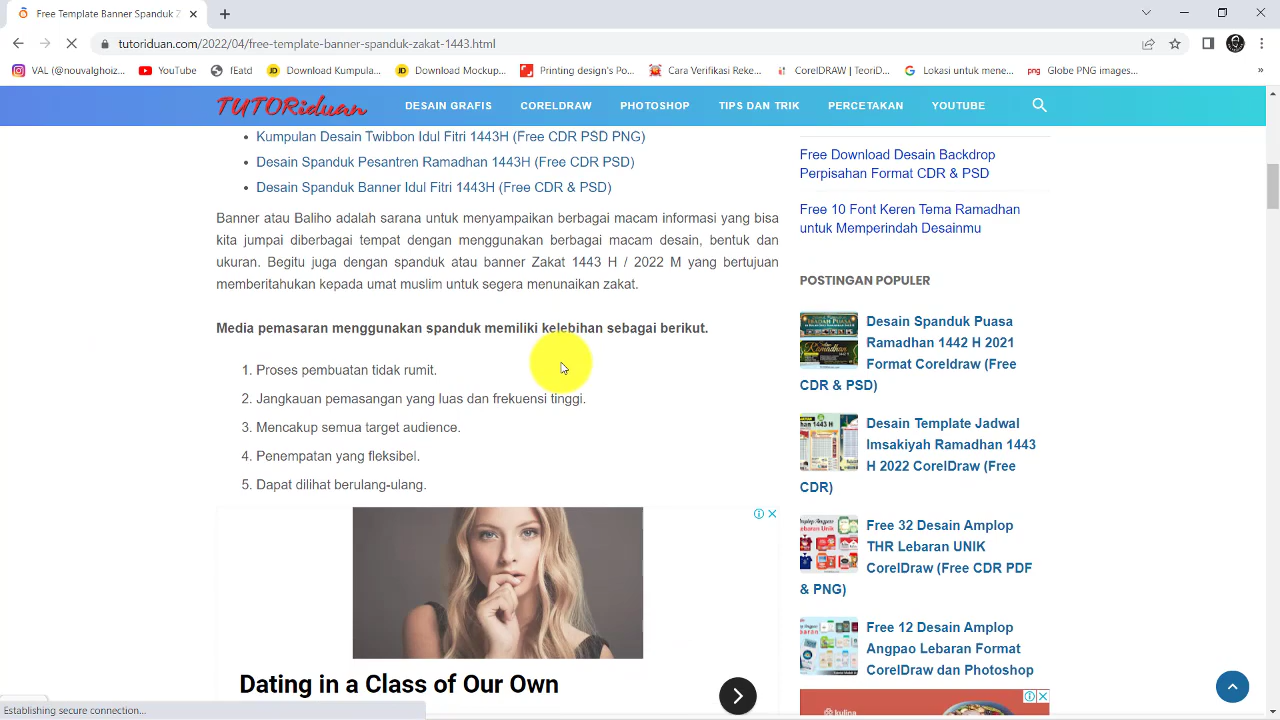 Free Template Banner Spanduk Z
tutoriduan.com/2022/04/free-template-banner-spanduk-zakat-1443.html
VAL (@nouvalghoiz...
YouTube
fEatd
Download Kumpula...
Download Mockup...
Printing design's Po...
Cara Verifikasi Reke...
CorelDRAW | TeoriD...
Lokasi untuk mene...
Globe PNG images...
»
TUTORiduan
DESAIN GRAFIS
CORELDRAW
PHOTOSHOP
TIPS DAN TRIK
PERCETAKAN
YOUTUBE
• Kumpulan Desain Twibbon Idul Fitri 1443H (Free CDR PSD PNG)
• Desain Spanduk Pesantren Ramadhan 1443H (Free CDR PSD)
• Desain Spanduk Banner Idul Fitri 1443H (Free CDR & PSD)
Banner atau Baliho adalah sarana untuk menyampaikan berbagai macam informasi yang bisa
kita jumpai diberbagai tempat dengan menggunakan berbagai macam desain, bentuk dan
ukuran. Begitu juga dengan spanduk atau banner Zakat 1443 H / 2022 M yang bertujuan
memberitahukan kepada umat muslim untuk segera menunaikan zakat.
Media pemasaran menggunakan spanduk memiliki kelebihan sebagai berikut.
1. Proses pembuatan tidak rumit.
2. Jangkauan pemasangan yang luas dan frekuensi tinggi.
3. Mencakup semua target audience.
4. Penempatan yang fleksibel.
5. Dapat dilihat berulang-ulang.
Dating in a Class of Our Own
Free Download Desain Backdrop
Perpisahan Format CDR & PSD
Free 10 Font Keren Tema Ramadhan
untuk Memperindah Desainmu
POSTINGAN POPULER
Desain Spanduk Puasa
Ramadhan 1442 H 2021
Format Coreldraw (Free
CDR & PSD)
Desain Template Jadwal
Imsakiyah Ramadhan 1443
H 2022 CorelDraw (Free
CDR)
Free 32 Desain Amplop
THR Lebaran UNIK
CorelDraw (Free CDR PDF
& PNG)
Free 12 Desain Amplop
Angpao Lebaran Format
CorelDraw dan Photoshop
kulina
Establishing secure connection...